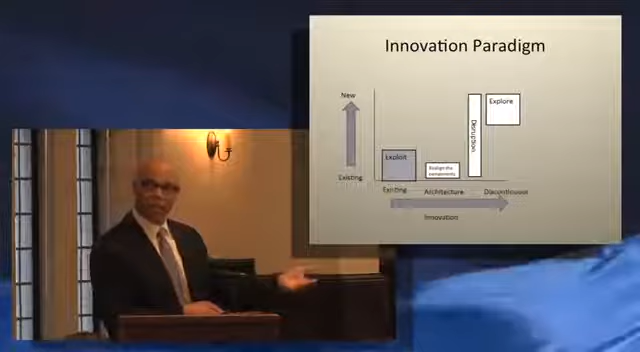 Innovation Paradigm
New
Explore
Disruption
Exploit
Existing
Existing
Architecture
Discontinuous
Innovation